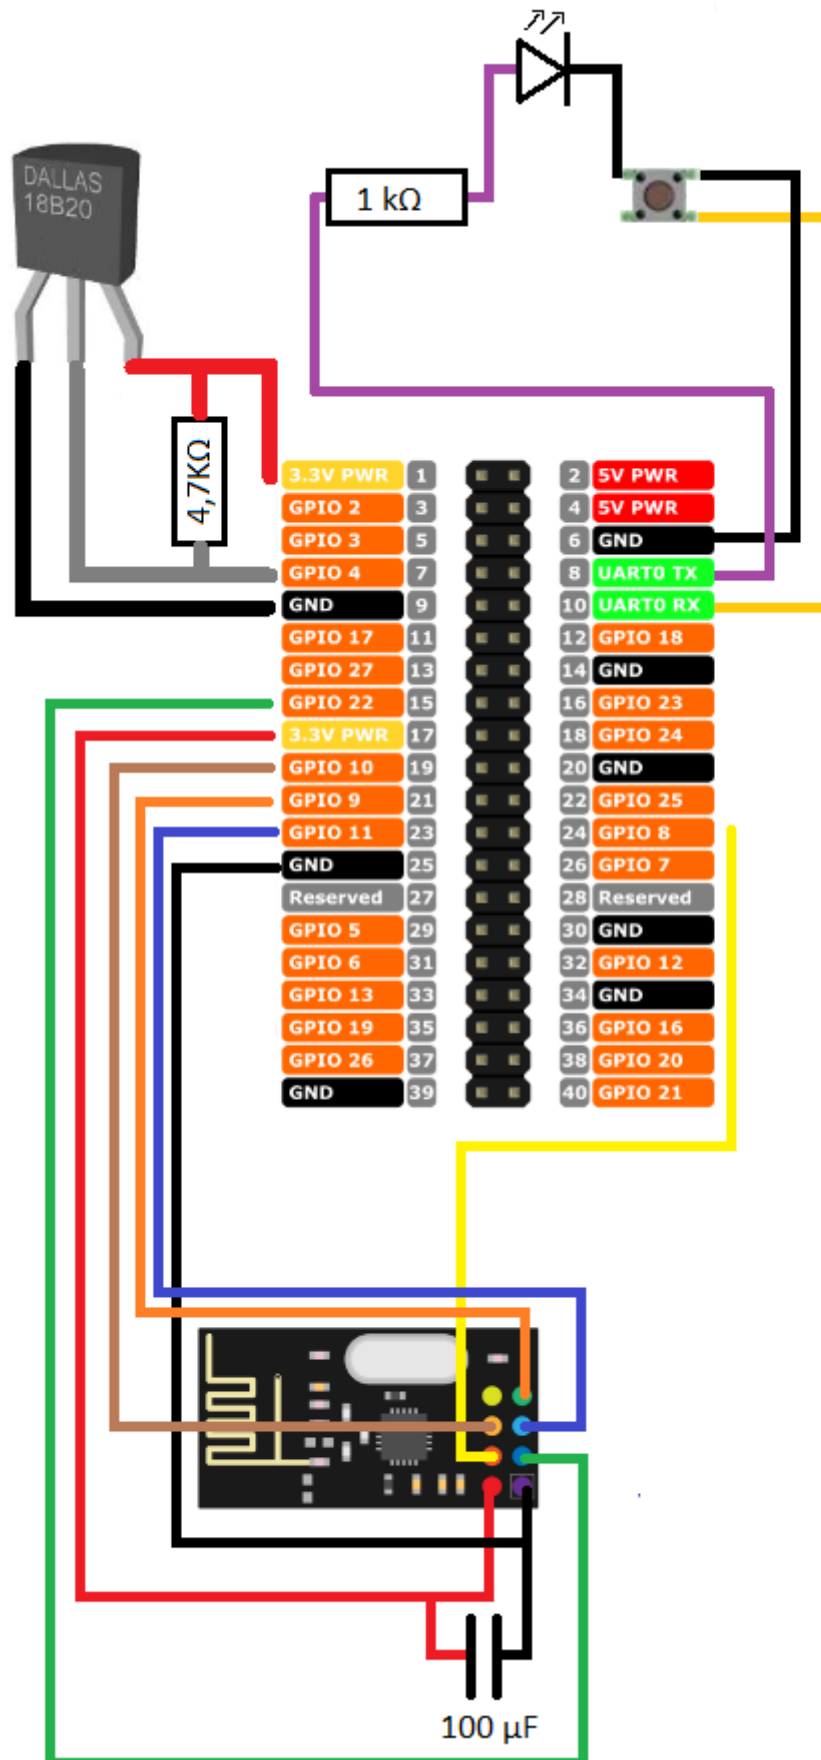 1 kΩ
DALLAS
18B20
4,7KΩ
3.3V PWR 1 2 5V PWR
GPIO 2 3 4 5V PWR
GPIO 3 5 6 GND
GPIO 4 7 8 UART0 TX
GND 9 10 UART0 RX
GPIO 17 11 12 GPIO 18
GPIO 27 13 14 GND
GPIO 22 15 16 GPIO 23
3.3V PWR 17 18 GPIO 24
GPIO 10 19 20 GND
GPIO 9 21 22 GPIO 25
GPIO 11 23 24 GPIO 8
GND 25 26 GPIO 7
Reserved 27 28 Reserved
GPIO 5 29 30 GND
GPIO 6 31 32 GPIO 12
GPIO 13 33 34 GND
GPIO 19 35 36 GPIO 16
GPIO 26 37 38 GPIO 20
GND 39 40 GPIO 21
100 µF